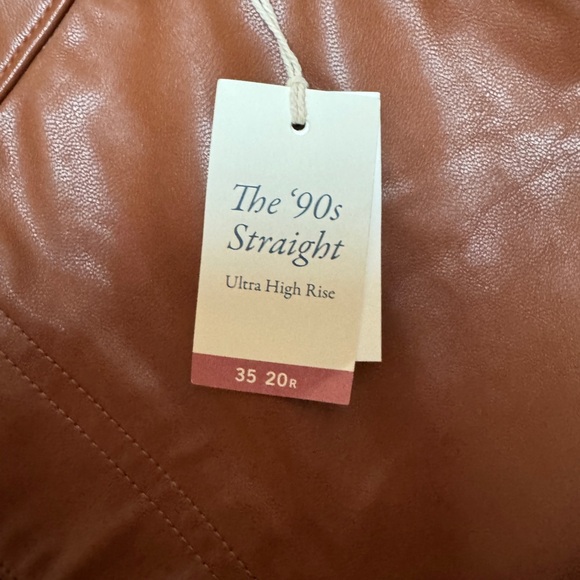 The ‘90s
Straight
Ultra High Rise
35 20R